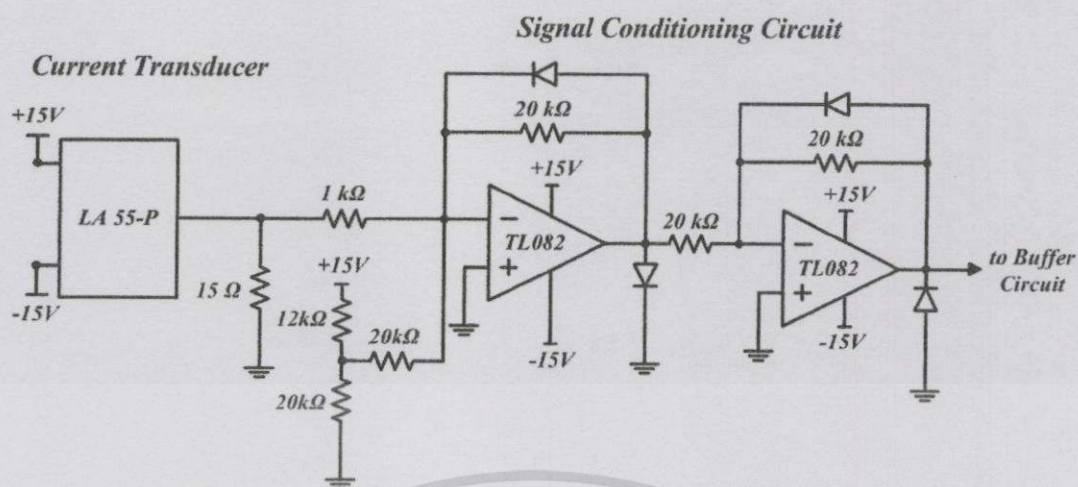 Signal Conditioning Circuit
Current Transducer
+15V
LA 55-P
-15V
15 Ω
1 kΩ
+15V
12kΩ
20kΩ
20kΩ
20 kΩ
+15V
TL082
-15V
20 kΩ
20 kΩ
+15V
TL082
-15V
to Buffer
Circuit